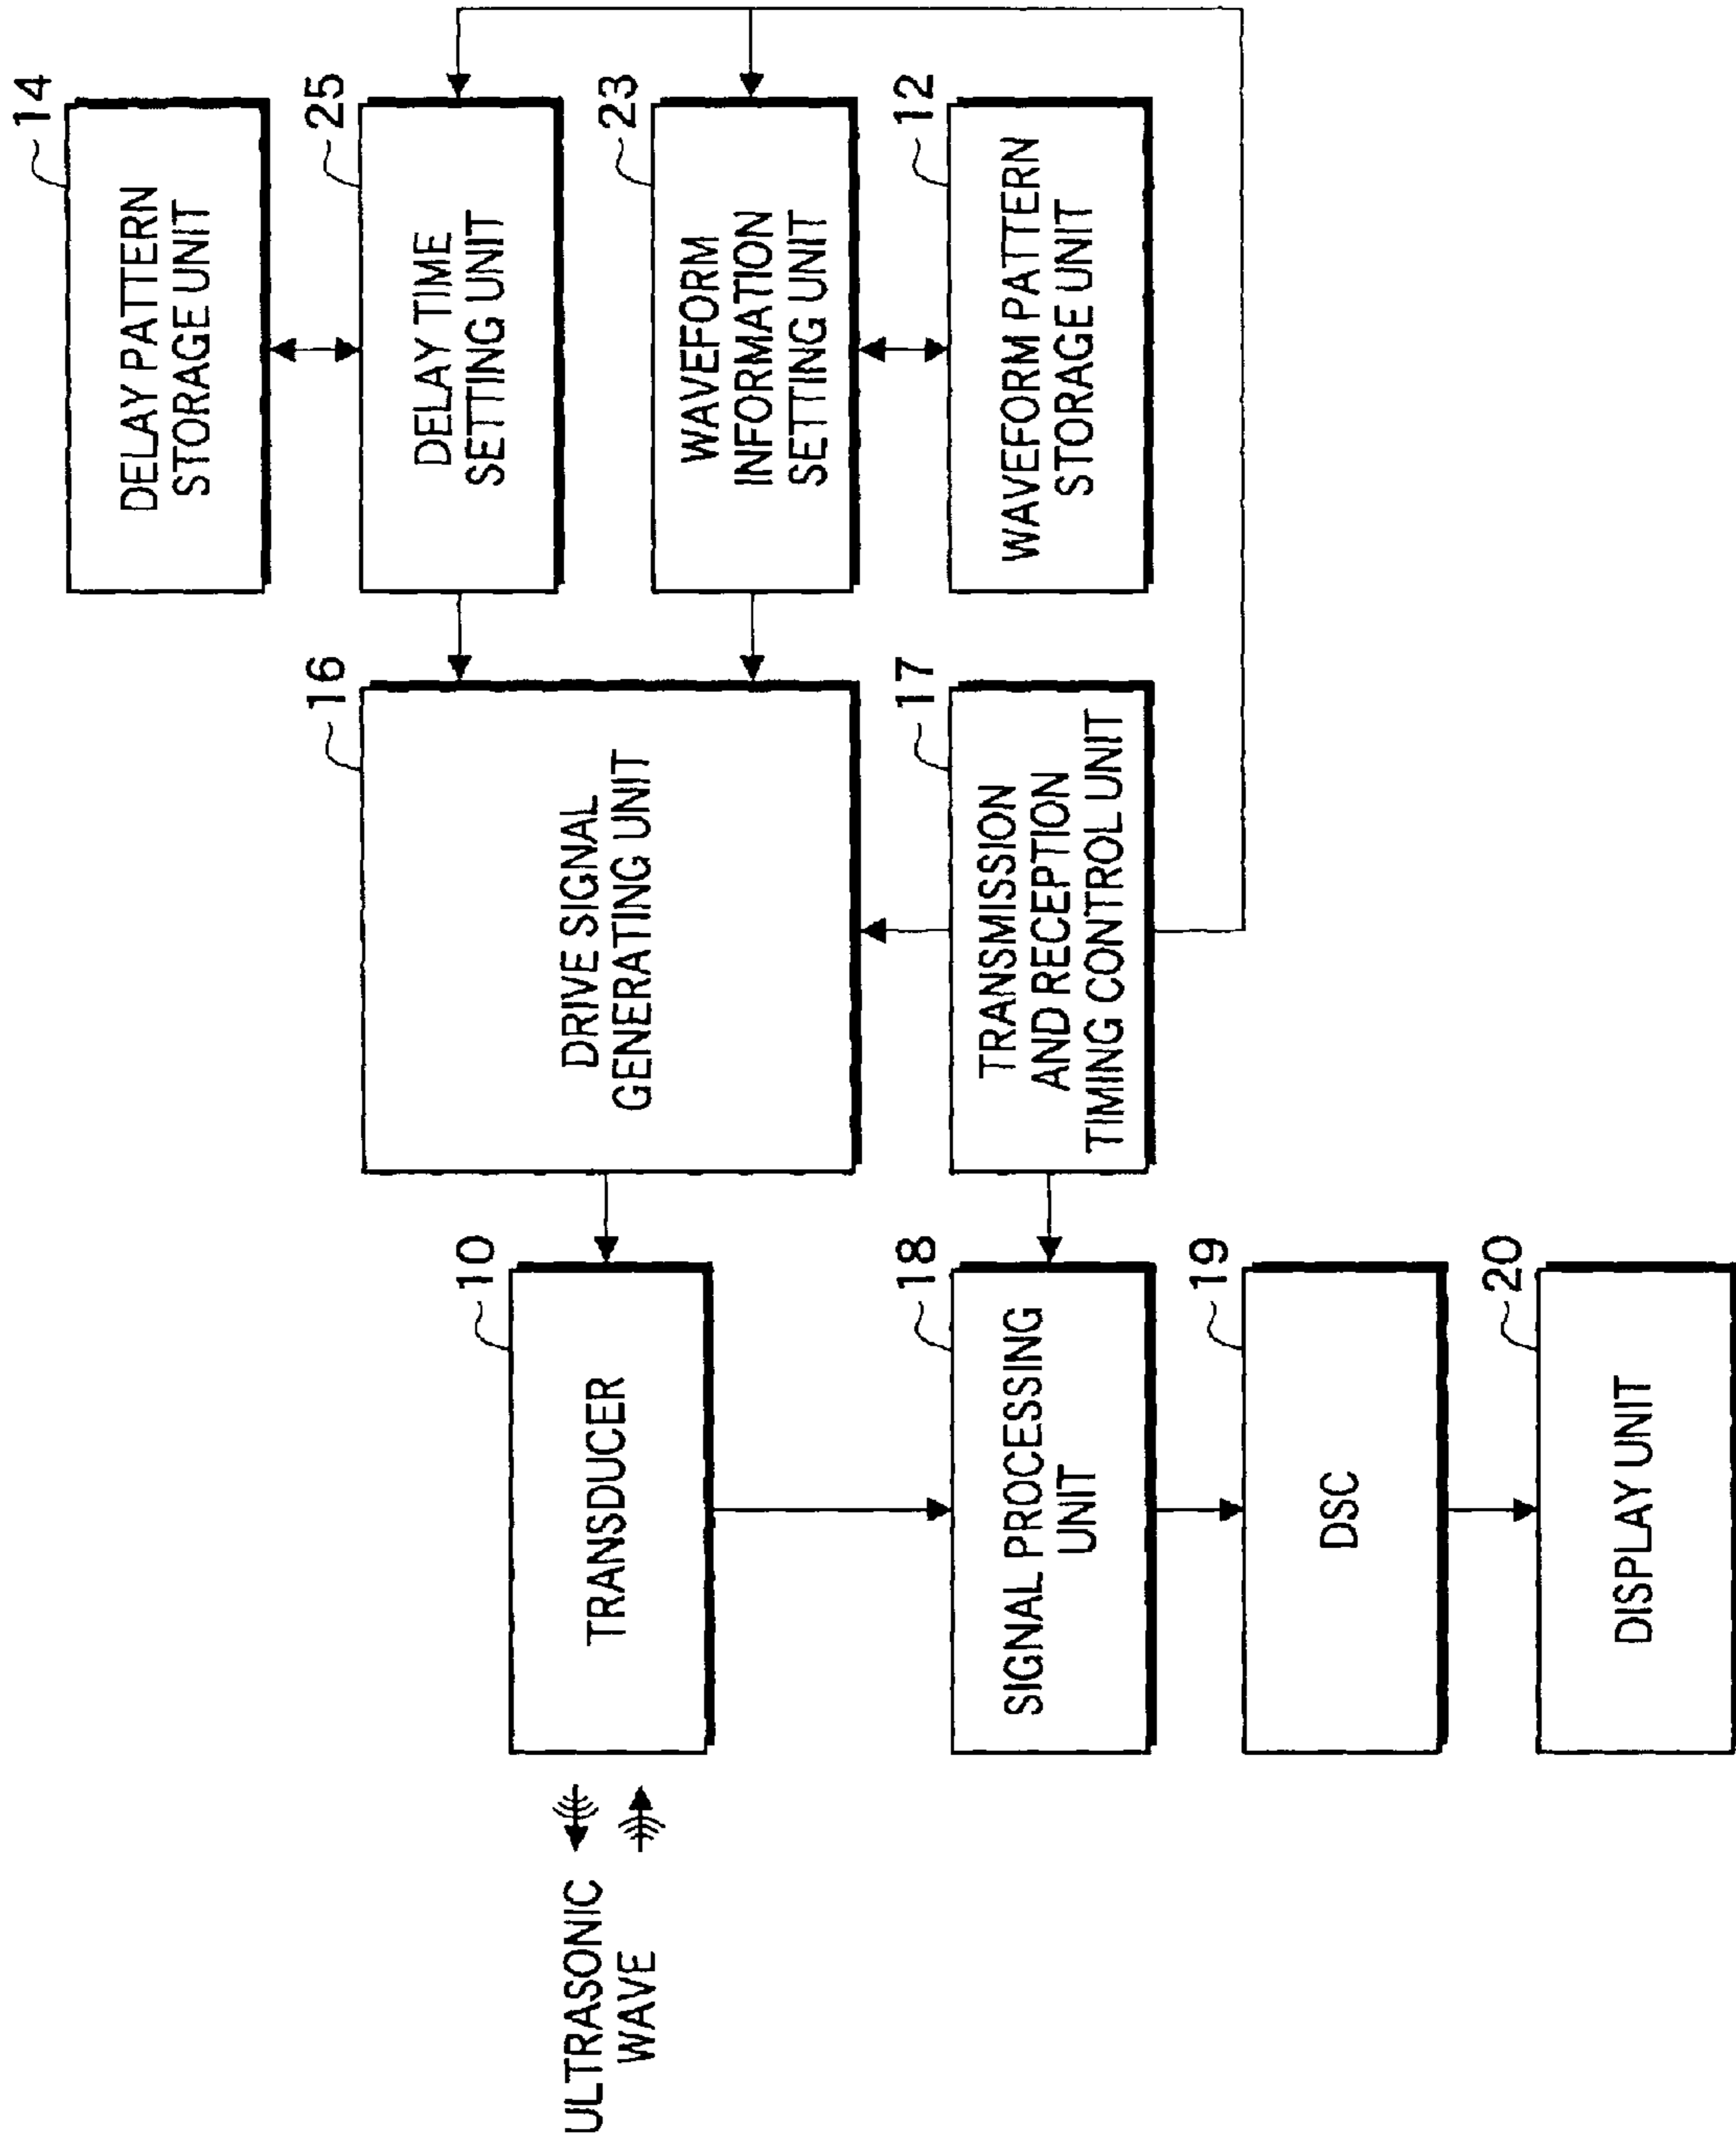 14
DELAY PATTERN
STORAGE UNIT
25
DELAY TIME
SETTING UNIT
23
WAVEFORM
INFORMATION
SETTING UNIT
12
WAVEFORM PATTERN
STORAGE UNIT
16
DRIVE SIGNAL
GENERATING UNIT
17
TRANSMISSION
AND RECEPTION
TIMING CONTROL UNIT
10
TRANSDUCER
18
SIGNAL PROCESSING
UNIT
19
DSC
20
DISPLAY UNIT
ULTRASONIC
WAVE